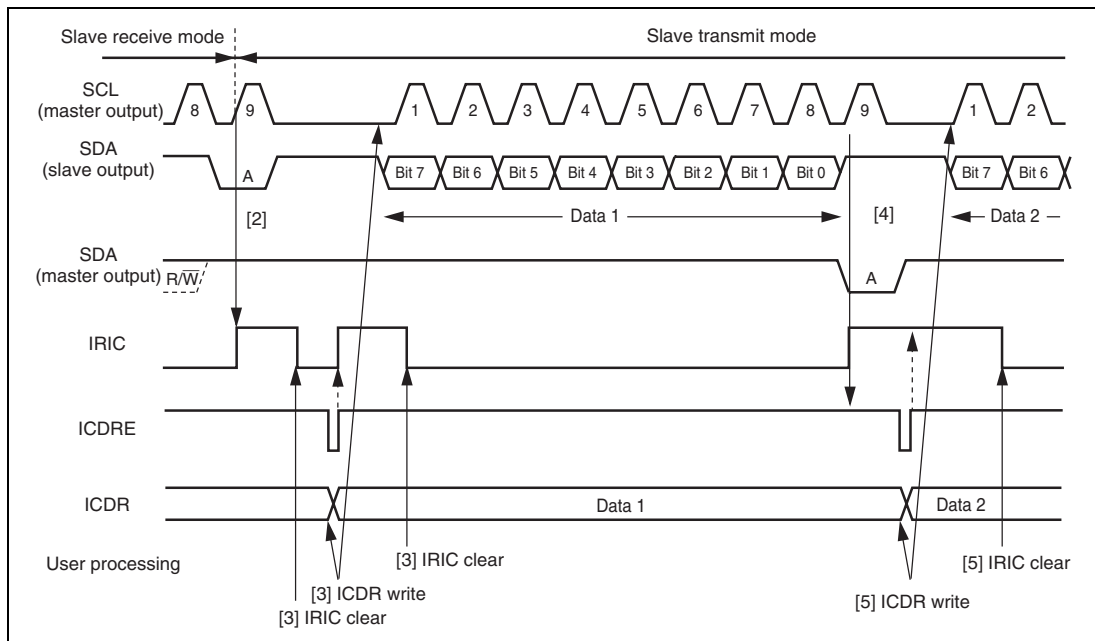 Slave receive mode
Slave transmit mode
SCL
(master output)
8
9
1
2
3
4
5
6
7
8
9
1
2
SDA
(slave output)
A
Bit 7
Bit 6
Bit 5
Bit 4
Bit 3
Bit 2
Bit 1
Bit 0
Bit 7
Bit 6
[2]
Data 1
[4]
Data 2
SDA
(master output)
R/W̅
A
IRIC
ICDRE
ICDR
Data 1
Data 2
User processing
[3] IRIC clear
[5] IRIC clear
[3] ICDR write
[5] ICDR write
[3] IRIC clear